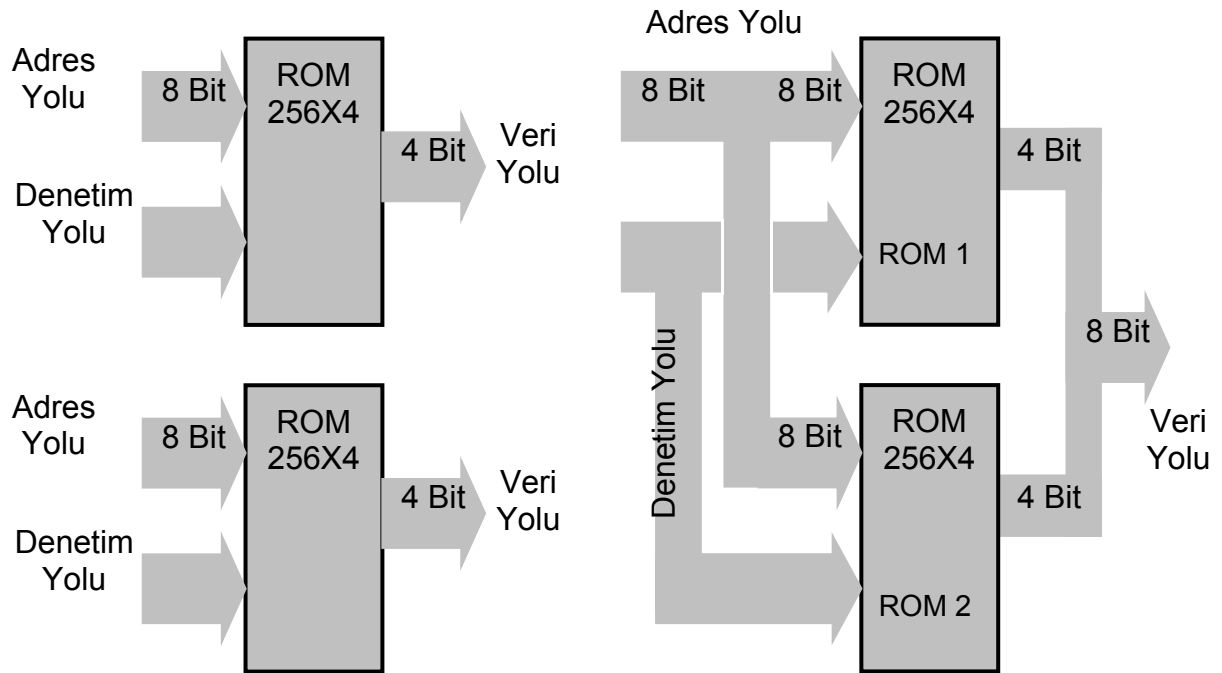 Adres
Yolu
8 Bit
ROM
256X4
4 Bit
Veri
Yolu
Denetim
Yolu
Adres
Yolu
8 Bit
ROM
256X4
4 Bit
Veri
Yolu
Denetim
Yolu
Adres Yolu
8 Bit
8 Bit
ROM
256X4
4 Bit
ROM 1
Denetim Yolu
8 Bit
Veri
Yolu
8 Bit
ROM
256X4
4 Bit
ROM 2